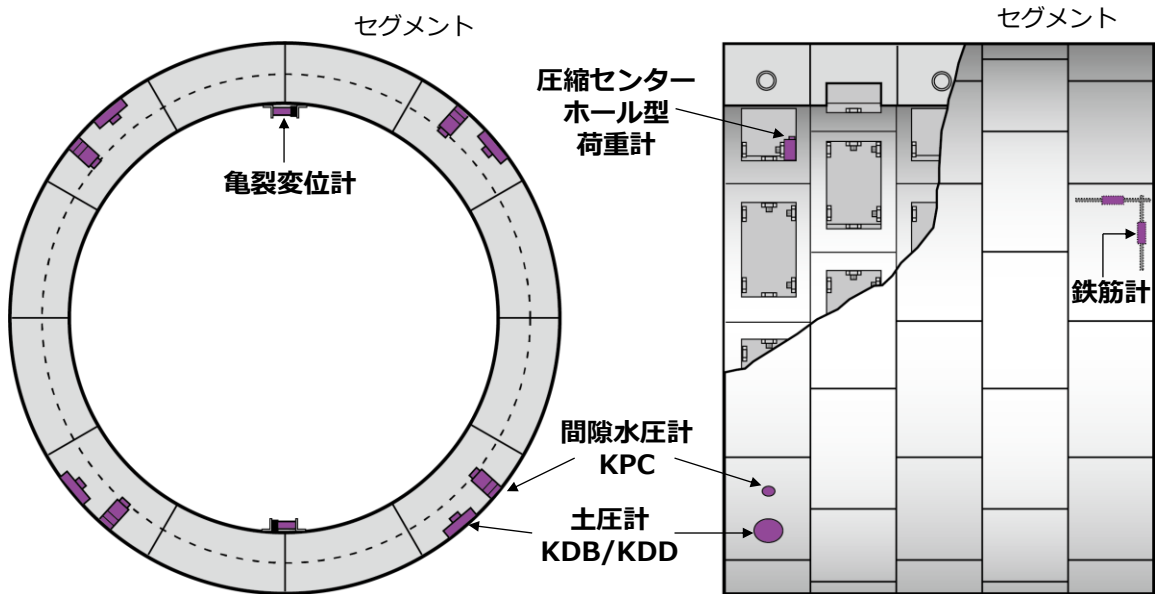 セグメント
セグメント
圧縮センター
ホール型
荷重計
亀裂変位計
鉄筋計
間隙水圧計
KPC
土圧計
KDB/KDD